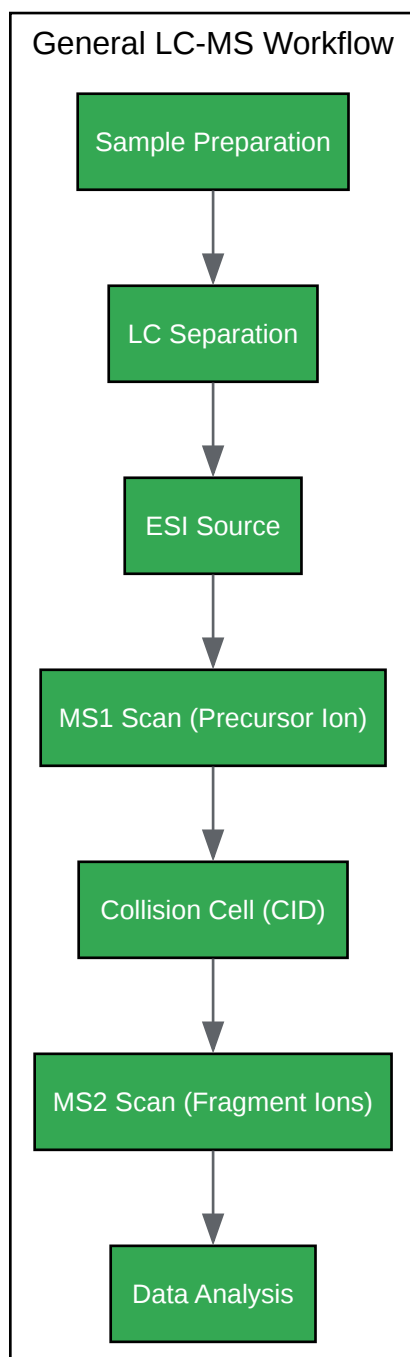 General LC-MS Workflow
Sample Preparation
LC Separation
ESI Source
MS1 Scan (Precursor Ion)
Collision Cell (CID)
MS2 Scan (Fragment Ions)
Data Analysis